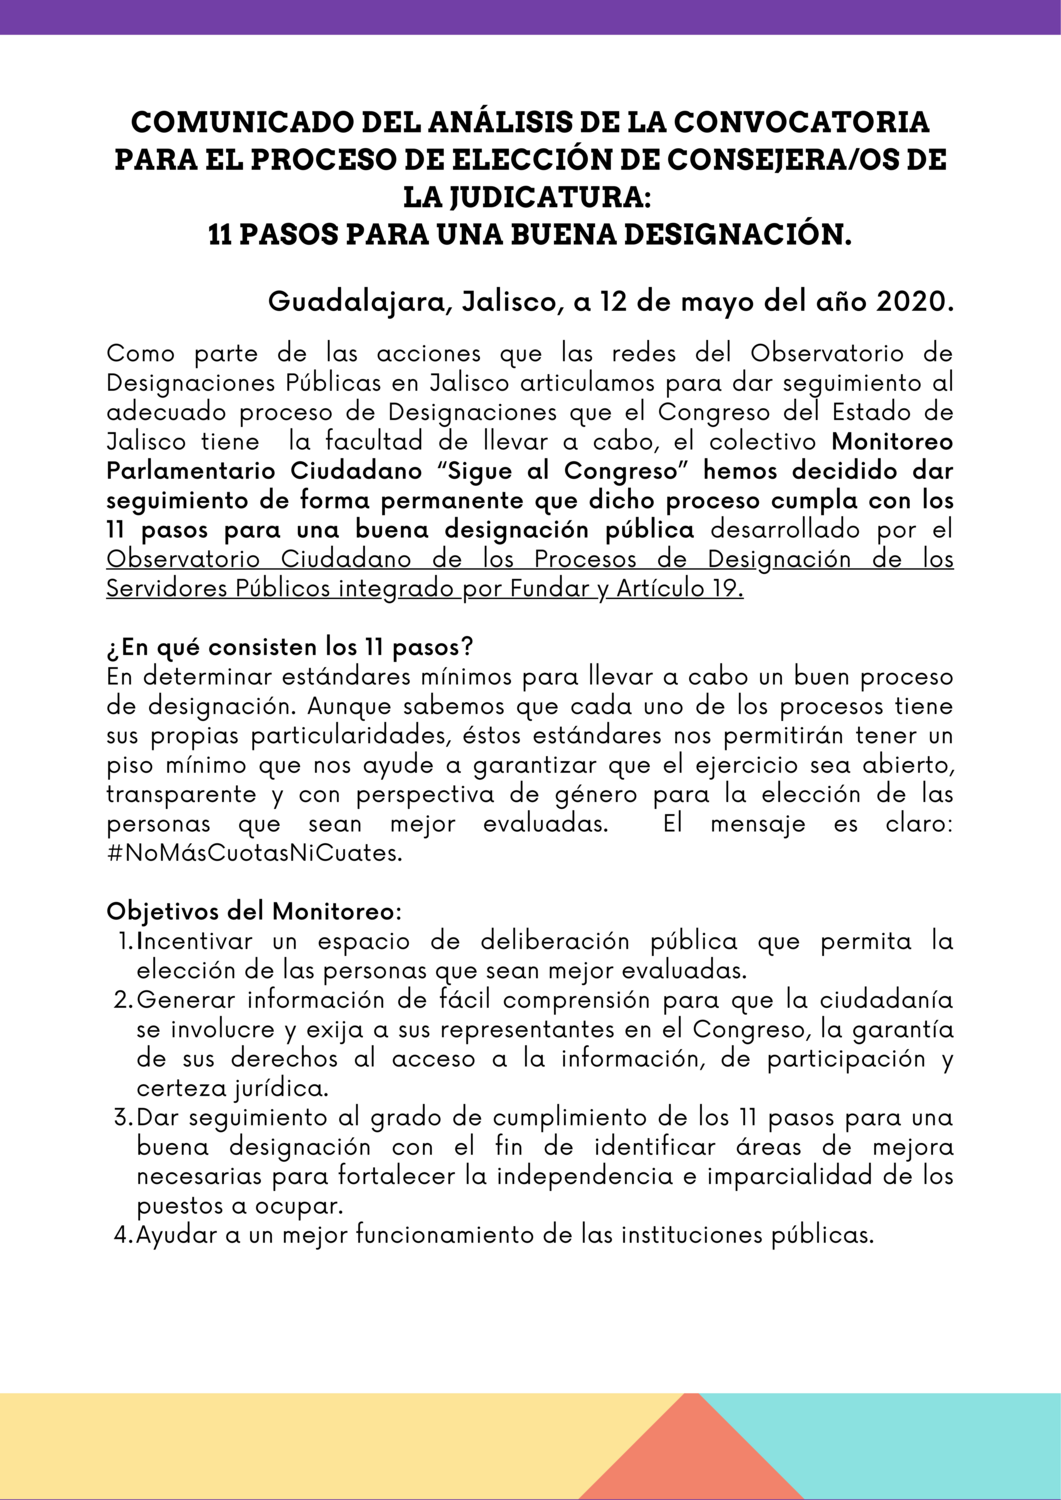 COMUNICADO DEL ANÁLISIS DE LA CONVOCATORIA
PARA EL PROCESO DE ELECCIÓN DE CONSEJERA/OS DE
LA JUDICATURA:
11 PASOS PARA UNA BUENA DESIGNACIÓN.
Guadalajara, Jalisco, a 12 de mayo del año 2020.
Como parte de las acciones que las redes del Observatorio de
Designaciones Públicas en Jalisco articulamos para dar seguimiento al
adecuado proceso de Designaciones que el Congreso del Estado de
Jalisco tiene la facultad de llevar a cabo, el colectivo Monitoreo
Parlamentario Ciudadano “Sigue al Congreso” hemos decidido dar
seguimiento de forma permanente que dicho proceso cumpla con los
11 pasos para una buena designación pública desarrollado por el
Observatorio Ciudadano de los Procesos de Designación de los
Servidores Públicos integrado por Fundar y Artículo 19.
¿En qué consisten los 11 pasos?
En determinar estándares mínimos para llevar a cabo un buen proceso
de designación. Aunque sabemos que cada uno de los procesos tiene
sus propias particularidades, éstos estándares nos permitirán tener un
piso mínimo que nos ayude a garantizar que el ejercicio sea abierto,
transparente y con perspectiva de género para la elección de las
personas que sean mejor evaluadas. El mensaje es claro:
#NoMásCuotasNiCuates.
Objetivos del Monitoreo:
1.Incentivar un espacio de deliberación pública que permita la
elección de las personas que sean mejor evaluadas.
2.Generar información de fácil comprensión para que la ciudadanía
se involucre y exija a sus representantes en el Congreso, la garantía
de sus derechos al acceso a la información, de participación y
certeza jurídica.
3.Dar seguimiento al grado de cumplimiento de los 11 pasos para una
buena designación con el fin de identificar áreas de mejora
necesarias para fortalecer la independencia e imparcialidad de los
puestos a ocupar.
4.Ayudar a un mejor funcionamiento de las instituciones públicas.